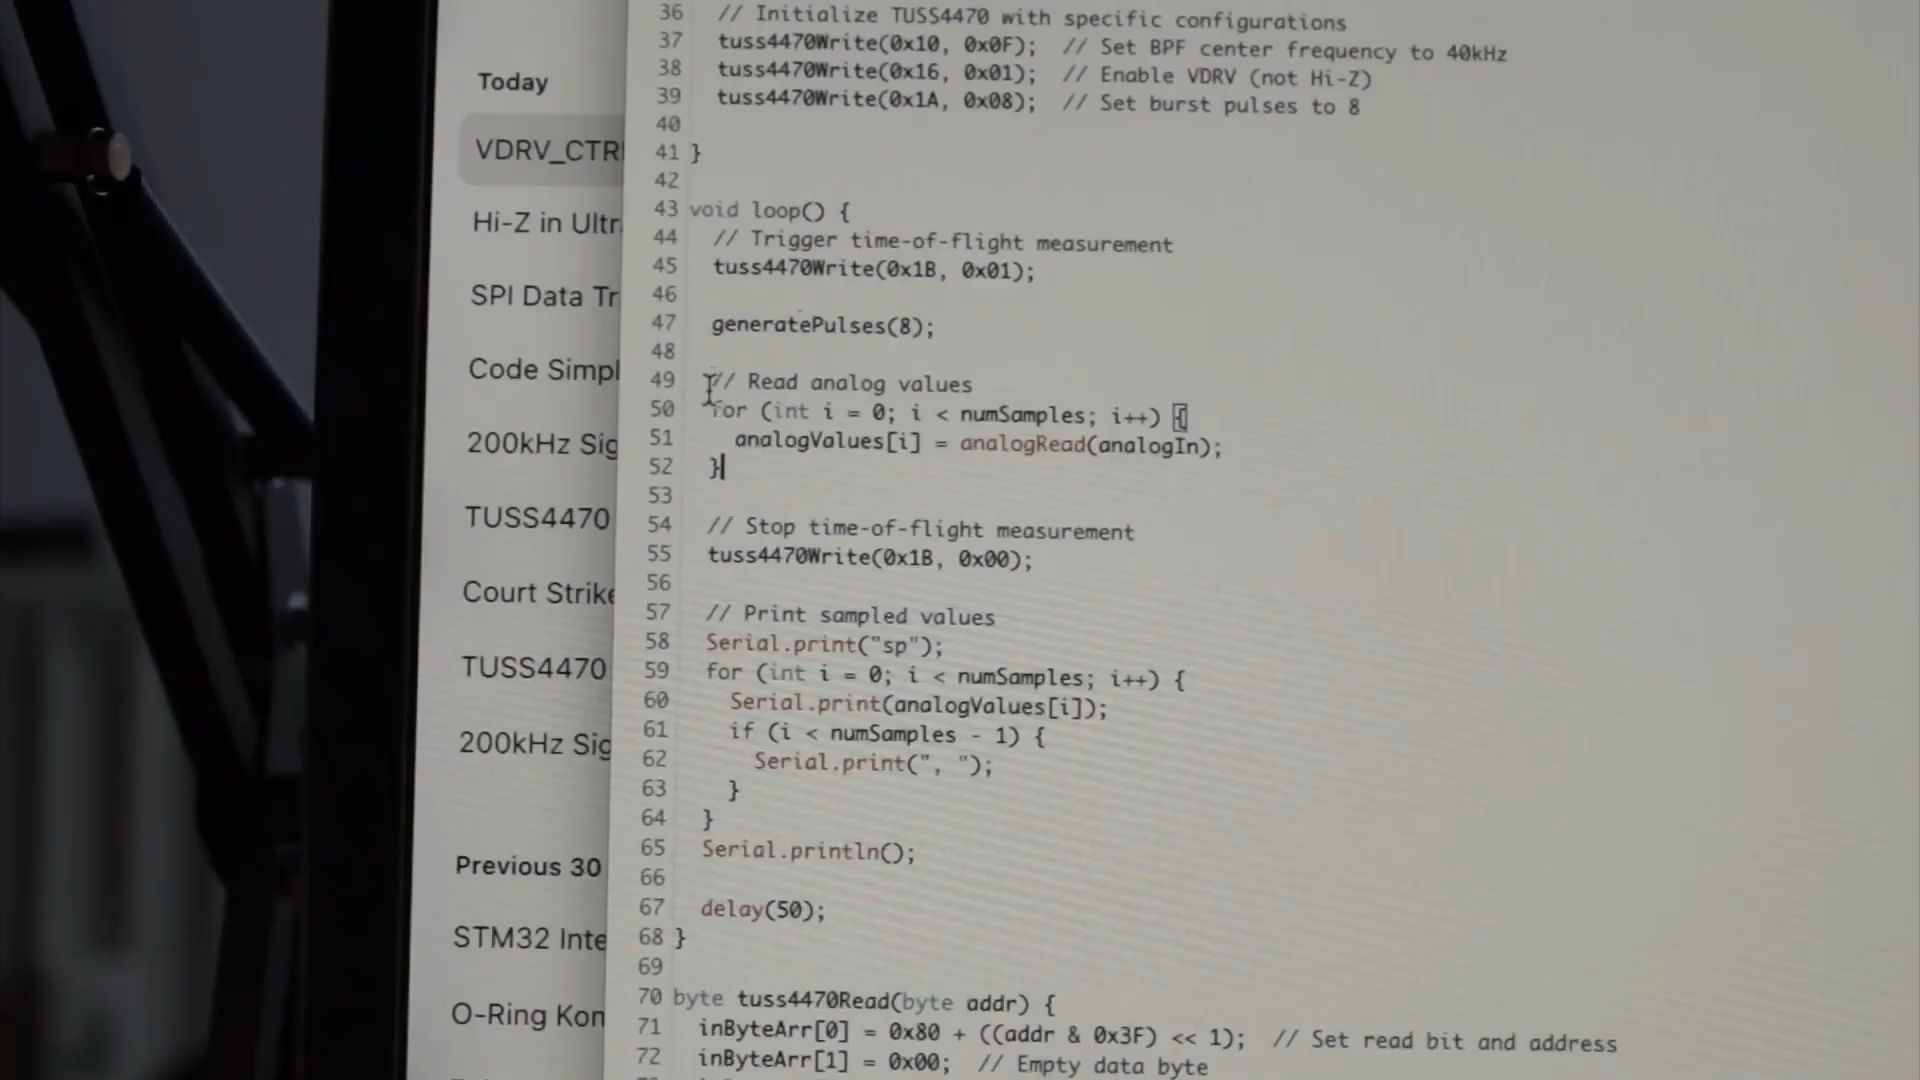 Today
VDRV_CTR
Hi-Z in Ultr
SPI Data Tr
Code Simpl
200kHz Sig
TUSS4470
Court Strike
TUSS4470
200kHz Sig
Previous 30
STM32 Inte
O-Ring Kon
36 // Initialize TUSS4470 with specific configurations
37 tuss4470Write(0x10, 0x0F); // Set BPF center frequency to 40kHz
38 tuss4470Write(0x16, 0x01); // Enable VDRV (not Hi-Z)
39 tuss4470Write(0x1A, 0x08); // Set burst pulses to 8
40
41 }
42
43 void loop() {
44 // Trigger time-of-flight measurement
45 tuss4470Write(0x1B, 0x01);
46
47 generatePulses(8);
48
49 // Read analog values
50 for (int i = 0; i < numSamples; i++) {
51 analogValues[i] = analogRead(analogIn);
52 }
53
54 // Stop time-of-flight measurement
55 tuss4470Write(0x1B, 0x00);
56
57 // Print sampled values
58 Serial.print("sp");
59 for (int i = 0; i < numSamples; i++) {
60 Serial.print(analogValues[i]);
61 if (i < numSamples - 1) {
62 Serial.print(", ");
63 }
64 }
65 Serial.println();
66
67 delay(50);
68 }
69
70 byte tuss4470Read(byte addr) {
71 inByteArr[0] = 0x80 + ((addr & 0x3F) << 1); // Set read bit and address
72 inByteArr[1] = 0x00; // Empty data byte